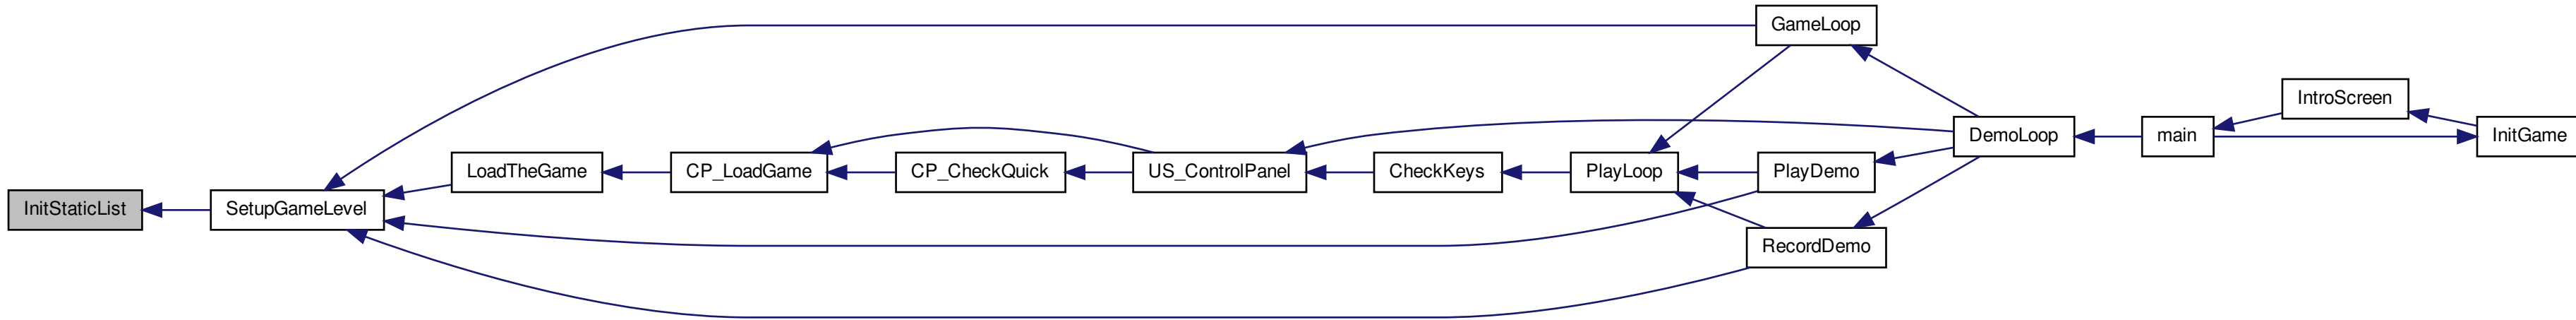 InitStaticList
SetupGameLevel
LoadTheGame
CP_LoadGame
CP_CheckQuick
US_ControlPanel
CheckKeys
PlayLoop
GameLoop
PlayDemo
RecordDemo
DemoLoop
main
IntroScreen
InitGame